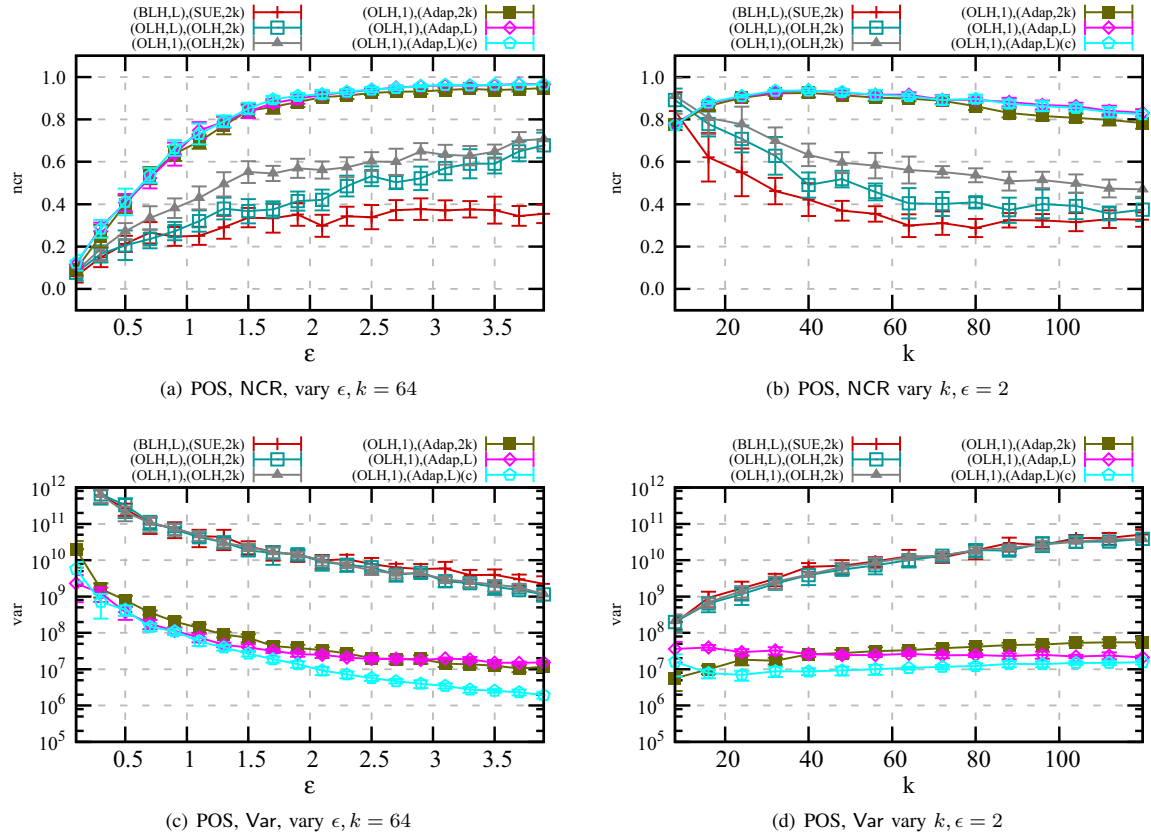 (BLH,L),(SUE,2k)
(OLH,L),(OLH,2k)
(OLH,1),(OLH,2k)
(OLH,1),(Adap,2k)
(OLH,1),(Adap,L)
(OLH,1),(Adap,L)(c)
ncr
1.0
0.8
0.6
0.4
0.2
0.0
0.5 1 1.5 2 2.5 3 3.5
ε
(a) POS, NCR, vary ϵ, k = 64
(BLH,L),(SUE,2k)
(OLH,L),(OLH,2k)
(OLH,1),(OLH,2k)
(OLH,1),(Adap,2k)
(OLH,1),(Adap,L)
(OLH,1),(Adap,L)(c)
ncr
1.0
0.8
0.6
0.4
0.2
0.0
20 40 60 80 100
k
(b) POS, NCR vary k, ϵ = 2
(BLH,L),(SUE,2k)
(OLH,L),(OLH,2k)
(OLH,1),(OLH,2k)
(OLH,1),(Adap,2k)
(OLH,1),(Adap,L)
(OLH,1),(Adap,L)(c)
var
10^12
10^11
10^10
10^9
10^8
10^7
10^6
10^5
0.5 1 1.5 2 2.5 3 3.5
ε
(c) POS, Var, vary ϵ, k = 64
(BLH,L),(SUE,2k)
(OLH,L),(OLH,2k)
(OLH,1),(OLH,2k)
(OLH,1),(Adap,2k)
(OLH,1),(Adap,L)
(OLH,1),(Adap,L)(c)
var
10^12
10^11
10^10
10^9
10^8
10^7
10^6
10^5
20 40 60 80 100
k
(d) POS, Var vary k, ϵ = 2